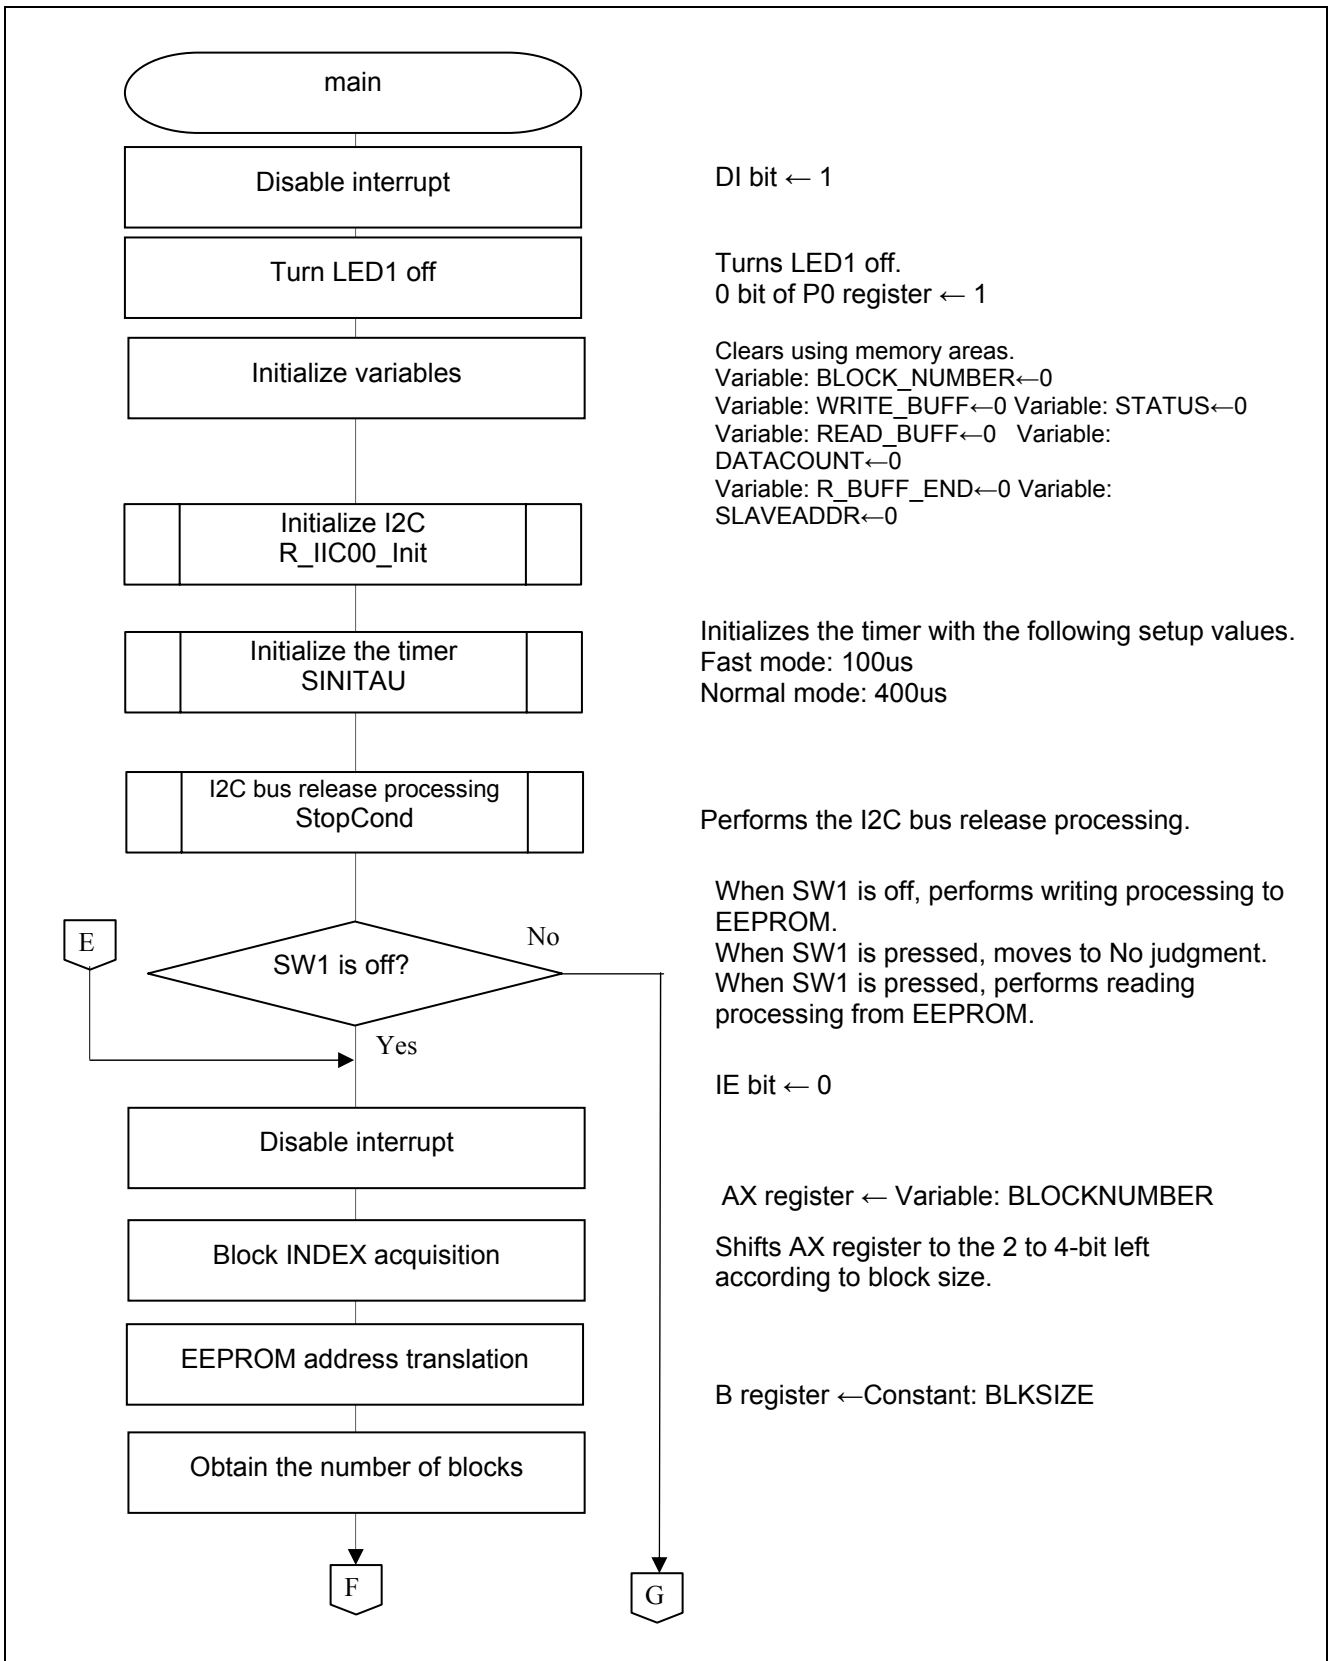 main
Disable interrupt
DI bit ← 1
Turn LED1 off
Turns LED1 off.
0 bit of P0 register ← 1
Initialize variables
Clears using memory areas.
Variable: BLOCK_NUMBER←0
Variable: WRITE_BUFF←0 Variable: STATUS←0
Variable: READ_BUFF←0 Variable:
DATACOUNT←0
Variable: R_BUFF_END←0 Variable:
SLAVEADDR←0
Initialize I2C
R_IIC00_Init
Initialize the timer
SINITAU
Initializes the timer with the following setup values.
Fast mode: 100us
Normal mode: 400us
I2C bus release processing
StopCond
Performs the I2C bus release processing.
E
SW1 is off?
No
Yes
When SW1 is off, performs writing processing to
EEPROM.
When SW1 is pressed, moves to No judgment.
When SW1 is pressed, performs reading
processing from EEPROM.
IE bit ← 0
Disable interrupt
AX register ← Variable: BLOCKNUMBER
Block INDEX acquisition
Shifts AX register to the 2 to 4-bit left
according to block size.
EEPROM address translation
B register ←Constant: BLKSIZE
Obtain the number of blocks
F
G